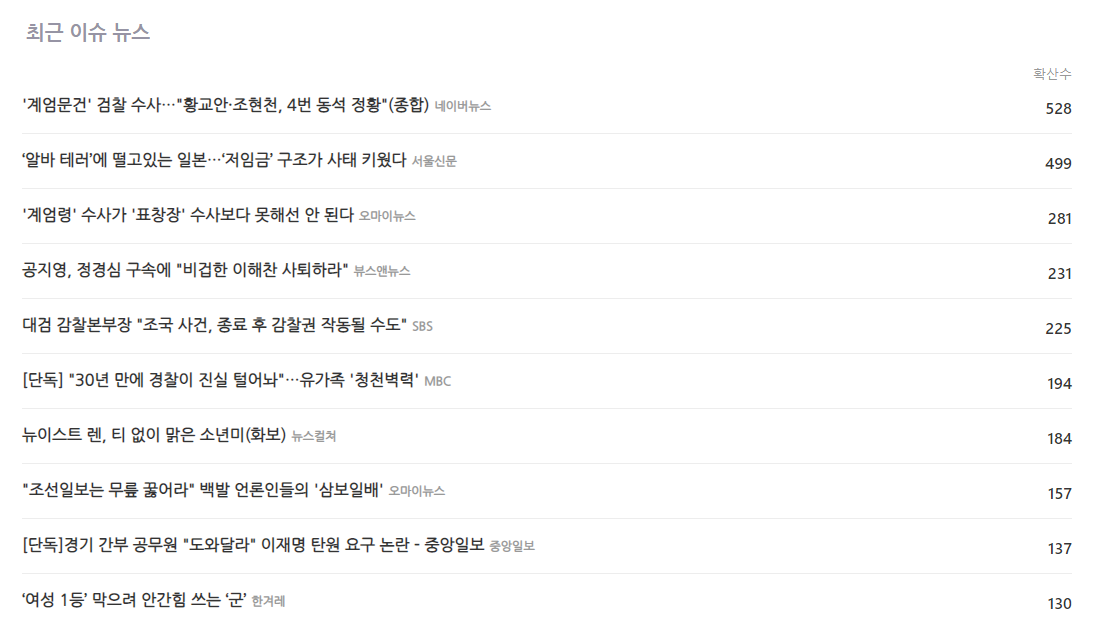 최근 이슈 뉴스
확산수
'계엄문건' 검찰 수사…"황교안·조현천, 4번 동석 정황"(종합) 네이버뉴스 528
‘알바 테러’에 떨고있는 일본…‘저임금’ 구조가 사태 키웠다 서울신문 499
'계엄령' 수사가 '표창장' 수사보다 못해선 안 된다 오마이뉴스 281
공지영, 정경심 구속에 "비겁한 이해찬 사퇴하라" 뷰스앤뉴스 231
대검 감찰본부장 "조국 사건, 종료 후 감찰권 작동될 수도" SBS 225
[단독] "30년 만에 경찰이 진실 털어놔"…유가족 '청천벽력' MBC 194
뉴이스트 렌, 티 없이 맑은 소년미(화보) 뉴스컬쳐 184
"조선일보는 무릎 꿇어라" 백발 언론인들의 '삼보일배' 오마이뉴스 157
[단독]경기 간부 공무원 "도와달라" 이재명 탄원 요구 논란 - 중앙일보 중앙일보 137
‘여성 1등’ 막으려 안간힘 쓰는 ‘군’ 한겨레 130